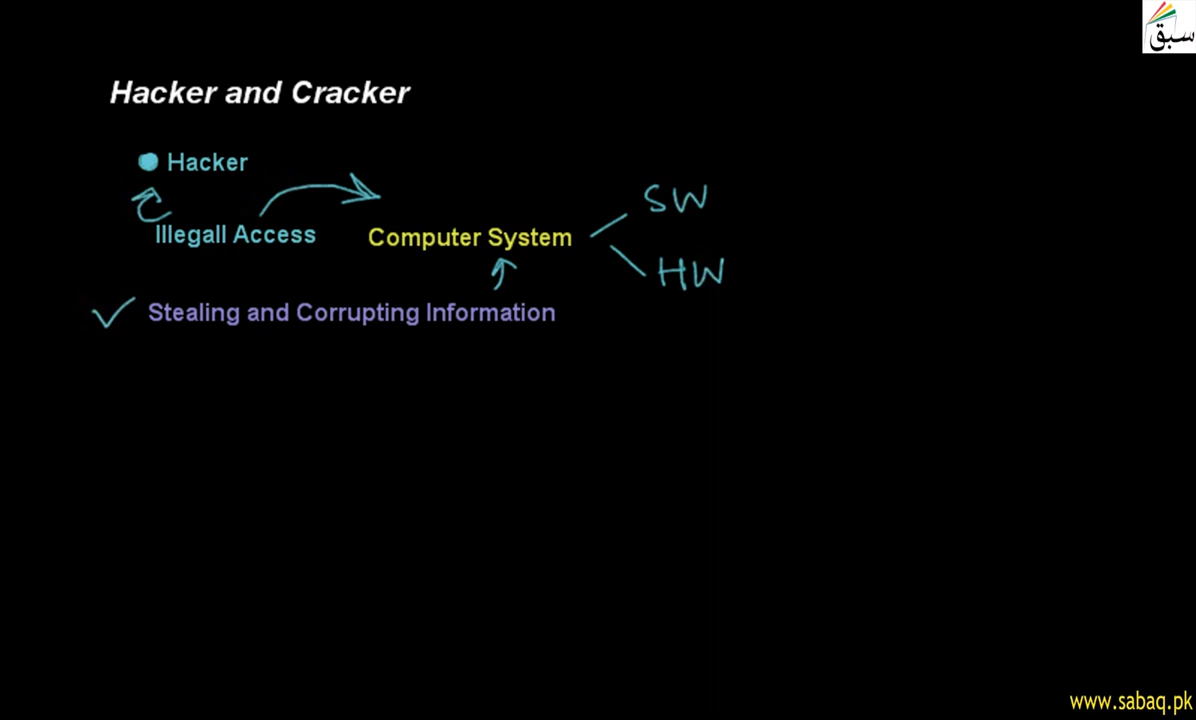 سبق
Hacker and Cracker
Hacker
SW
Illegall Access
Computer System
HW
Stealing and Corrupting Information
www.sabaq.pk